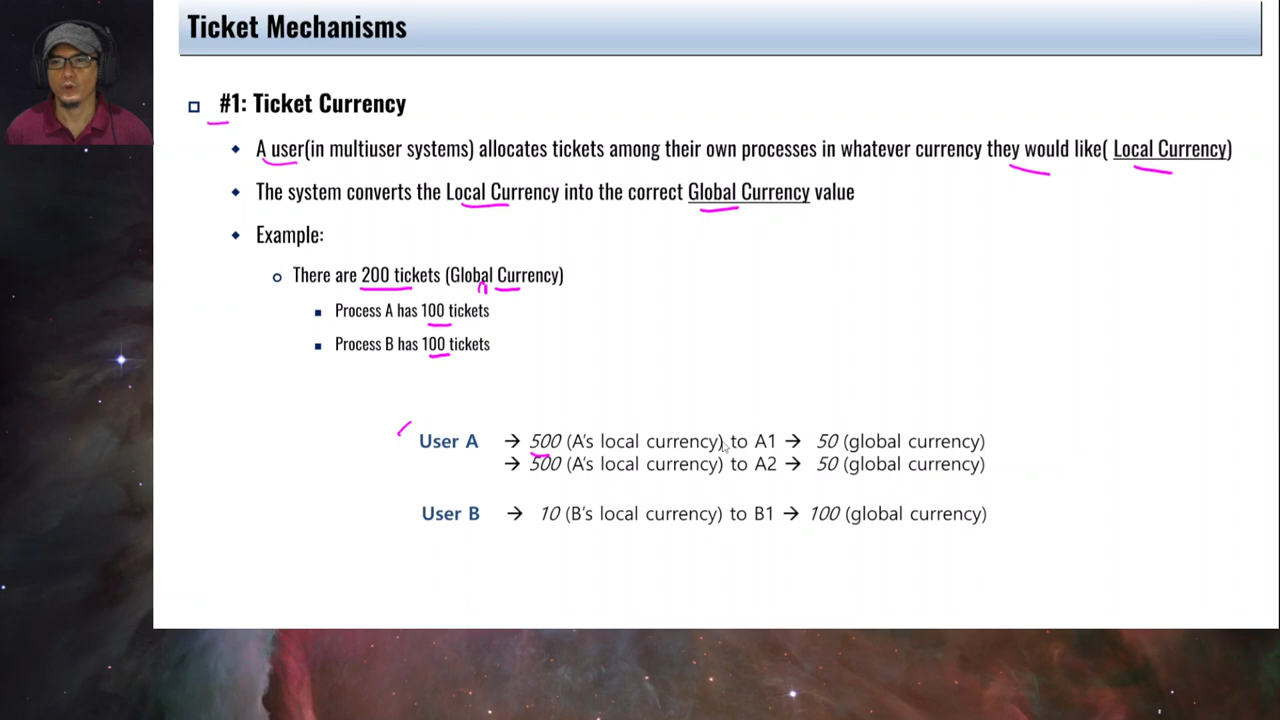 Ticket Mechanisms
#1: Ticket Currency
A user(in multiuser systems) allocates tickets among their own processes in whatever currency they would like( Local Currency)
The system converts the Local Currency into the correct Global Currency value
Example:
There are 200 tickets (Global Currency)
Process A has 100 tickets
Process B has 100 tickets
User A → 500 (A's local currency) to A1 → 50 (global currency)
→ 500 (A's local currency) to A2 → 50 (global currency)
User B → 10 (B's local currency) to B1 → 100 (global currency)